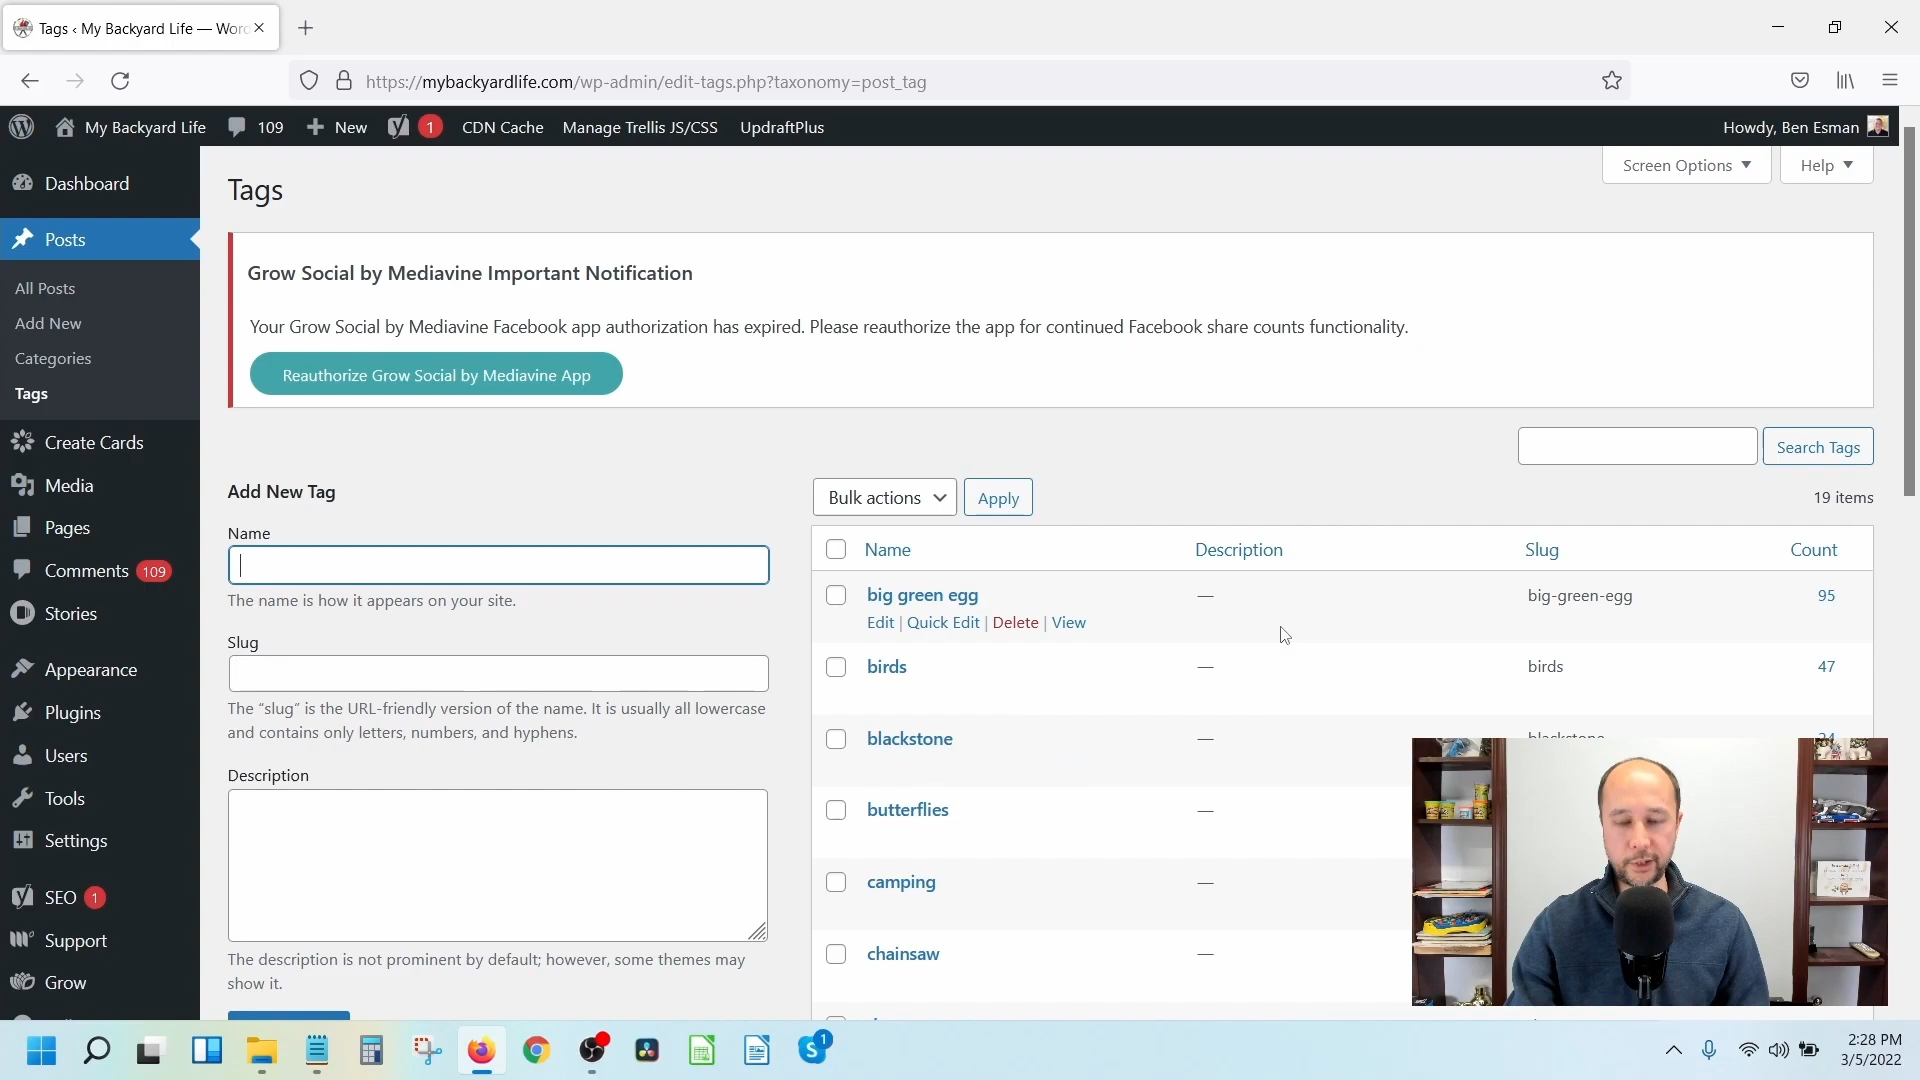 Tags ‹ My Backyard Life — Word
https://mybackyardlife.com/wp-admin/edit-tags.php?taxonomy=post_tag
My Backyard Life 109 New 1 CDN Cache Manage Trellis JS/CSS UpdraftPlus Howdy, Ben Esman
Screen Options Help
Dashboard
Posts
All Posts
Add New
Categories
Tags
Create Cards
Media
Pages
Comments 109
Stories
Appearance
Plugins
Users
Tools
Settings
SEO 1
Support
Grow
Tags
Grow Social by Mediavine Important Notification
Your Grow Social by Mediavine Facebook app authorization has expired. Please reauthorize the app for continued Facebook share counts functionality.
Reauthorize Grow Social by Mediavine App
Search Tags
Add New Tag
Name
The name is how it appears on your site.
Slug
The “slug” is the URL-friendly version of the name. It is usually all lowercase
and contains only letters, numbers, and hyphens.
Description
The description is not prominent by default; however, some themes may
show it.
Bulk actions Apply 19 items
Name Description Slug Count
big green egg — big-green-egg 95
Edit | Quick Edit | Delete | View
birds — birds 47
blackstone — blackstone 34
butterflies —
camping —
chainsaw —
S 1
2:28 PM
3/5/2022